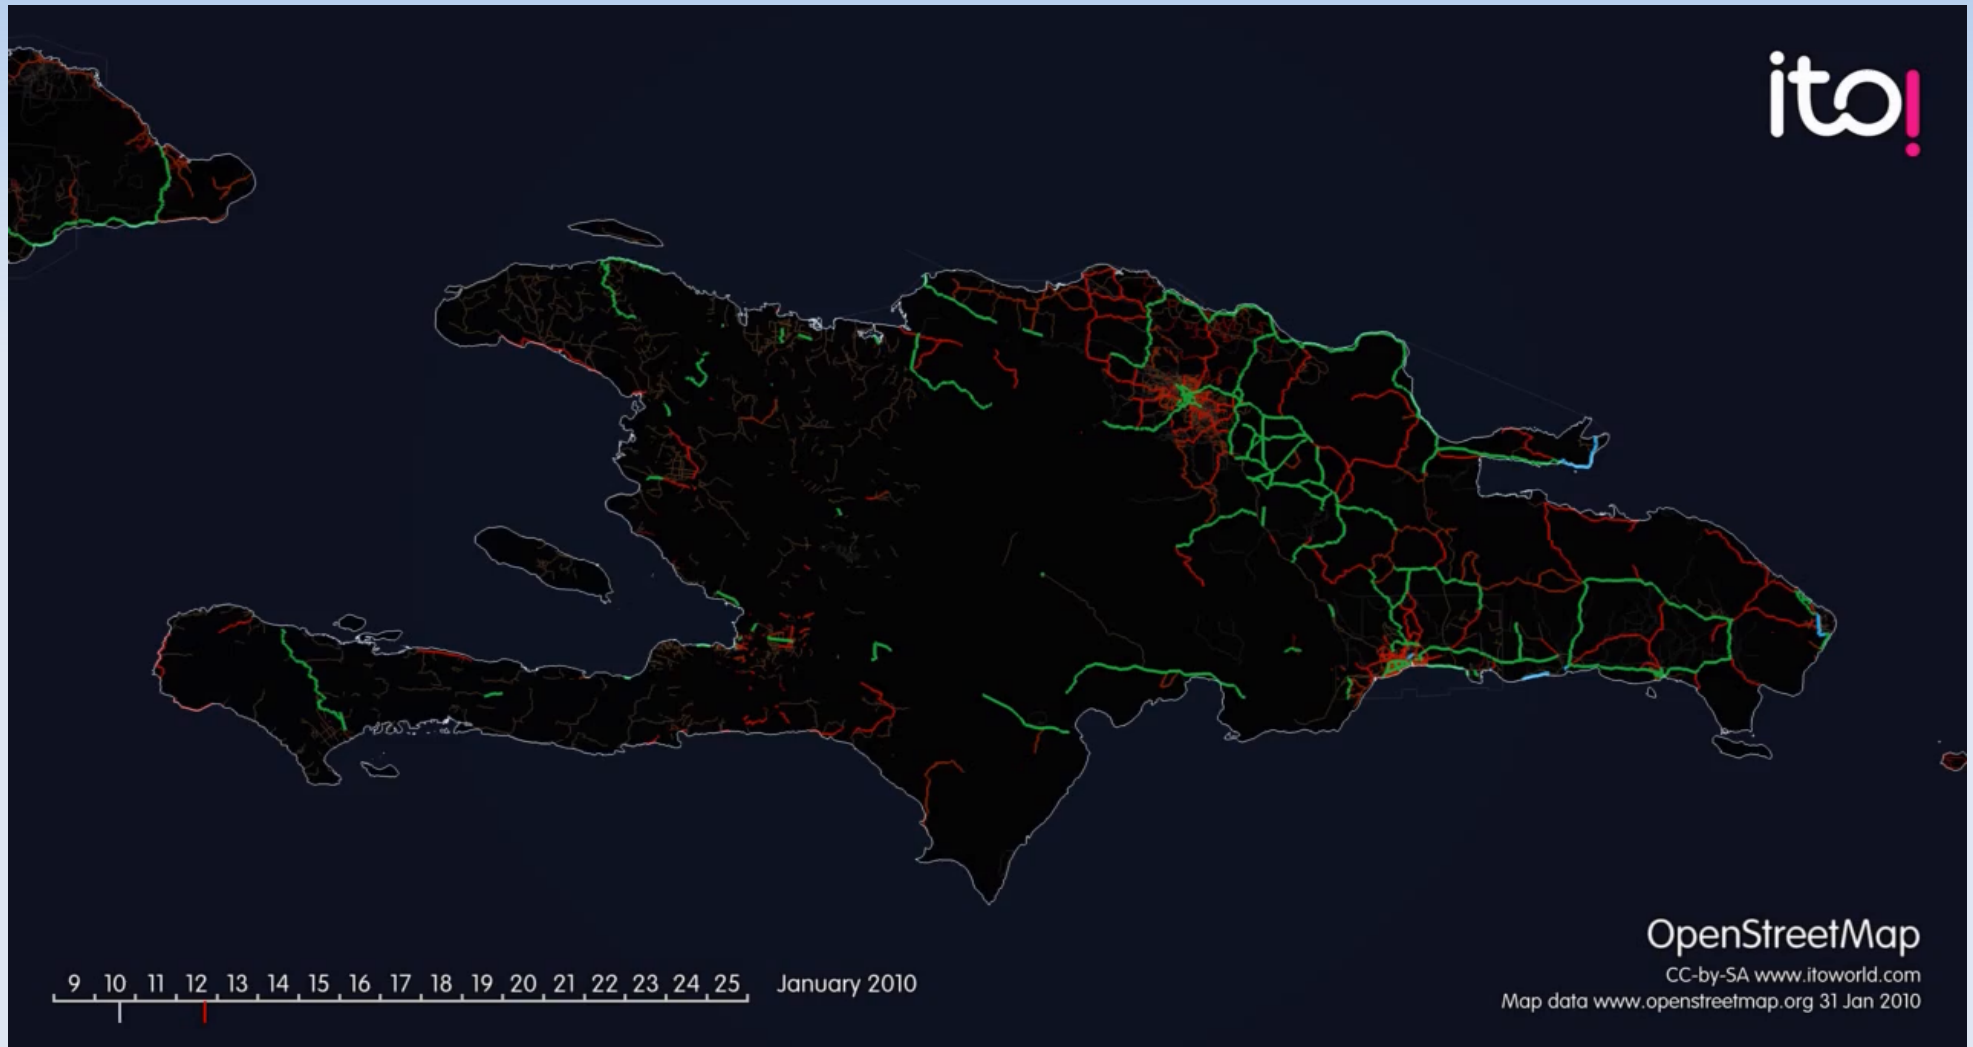 ito!
9 10 11 12 13 14 15 16 17 18 19 20 21 22 23 24 25 January 2010
OpenStreetMap
CC-by-SA www.itoworld.com
Map data www.openstreetmap.org 31 Jan 2010